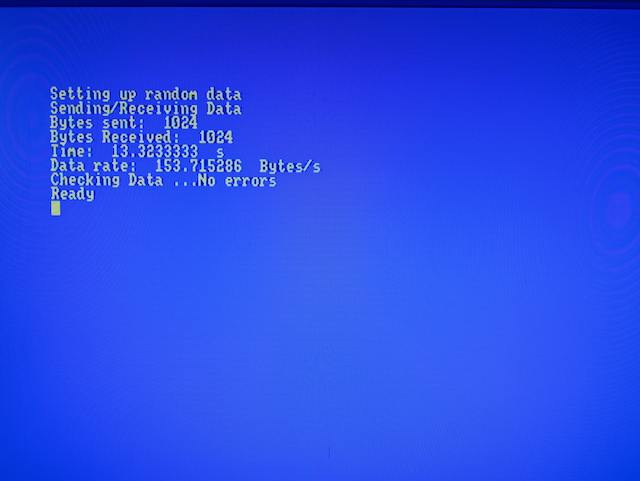 Setting up random data
Sending/Receiving Data
Bytes sent:  1024
Bytes Received:  1024
Time:  13.3233333  s
Data rate:  153.715286  Bytes/s
Checking Data ...No errors
Ready